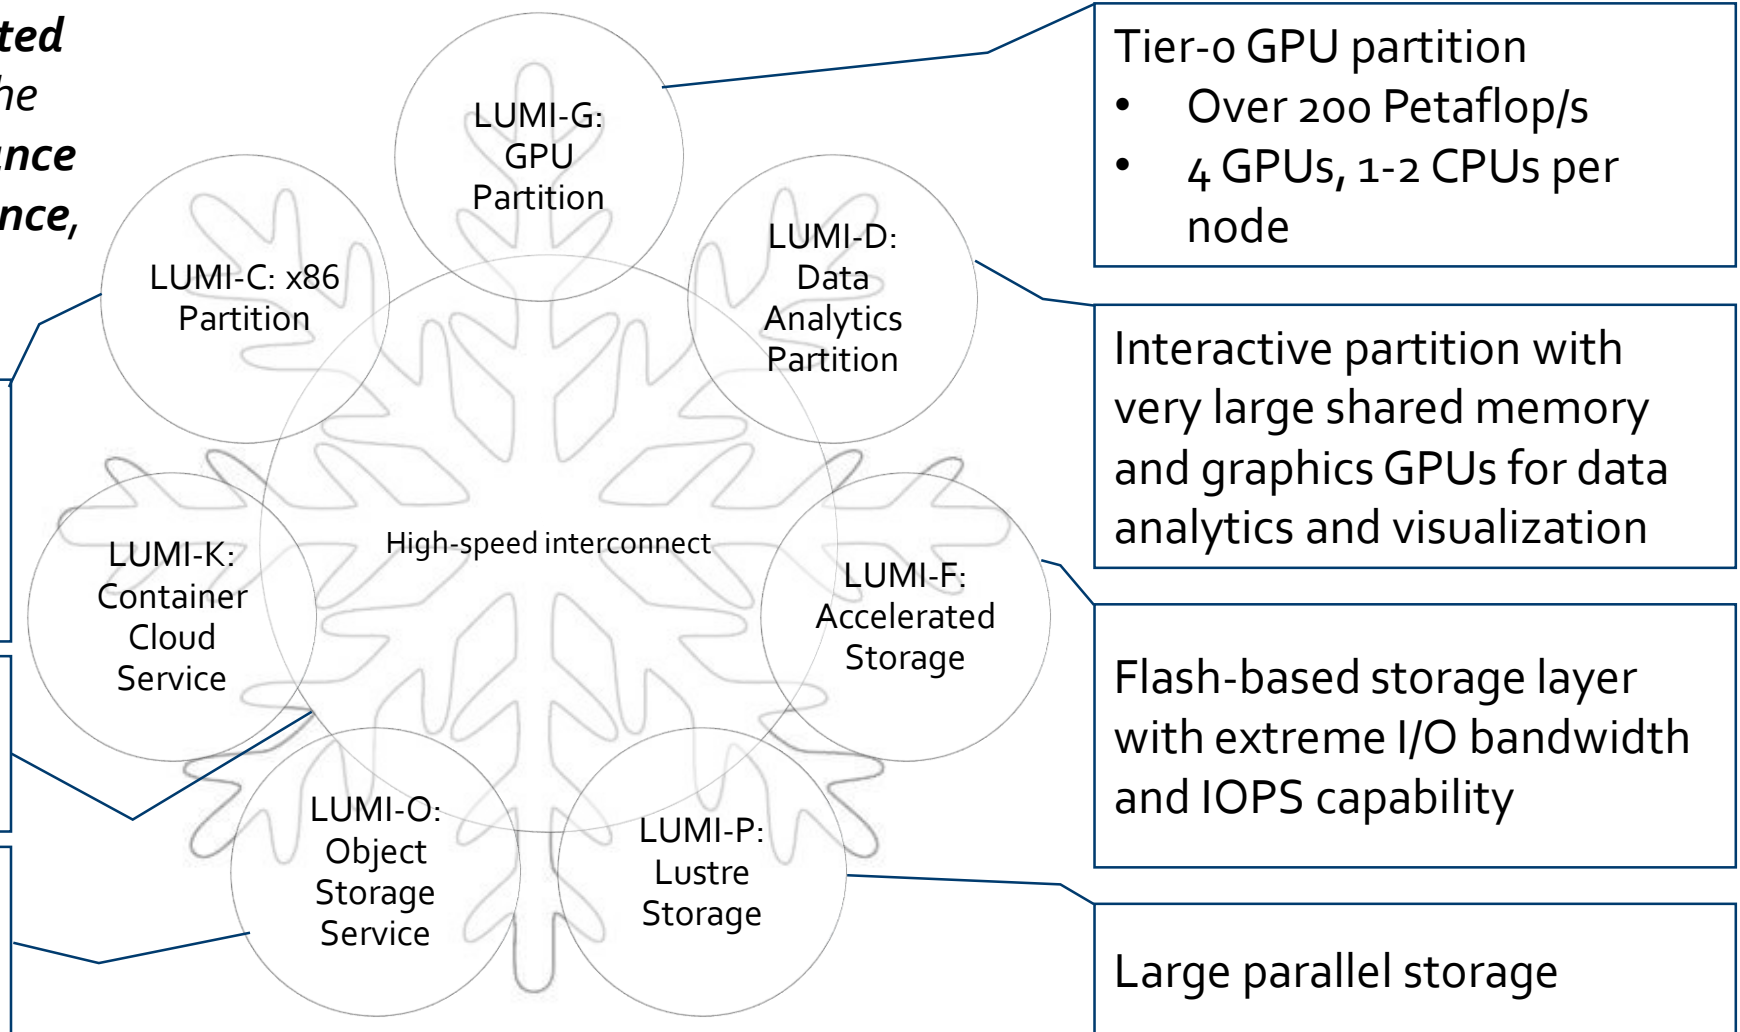 ted
he
ance
nce,
LUMI-G:
GPU
Partition
LUMI-C: x86
Partition
LUMI-D:
Data
Analytics
Partition
LUMI-K:
Container
Cloud
Service
High-speed interconnect
LUMI-F:
Accelerated
Storage
LUMI-O:
Object
Storage
Service
LUMI-P:
Lustre
Storage
Tier-0 GPU partition
• Over 200 Petaflop/s
• 4 GPUs, 1-2 CPUs per
node
Interactive partition with
very large shared memory
and graphics GPUs for data
analytics and visualization
Flash-based storage layer
with extreme I/O bandwidth
and IOPS capability
Large parallel storage